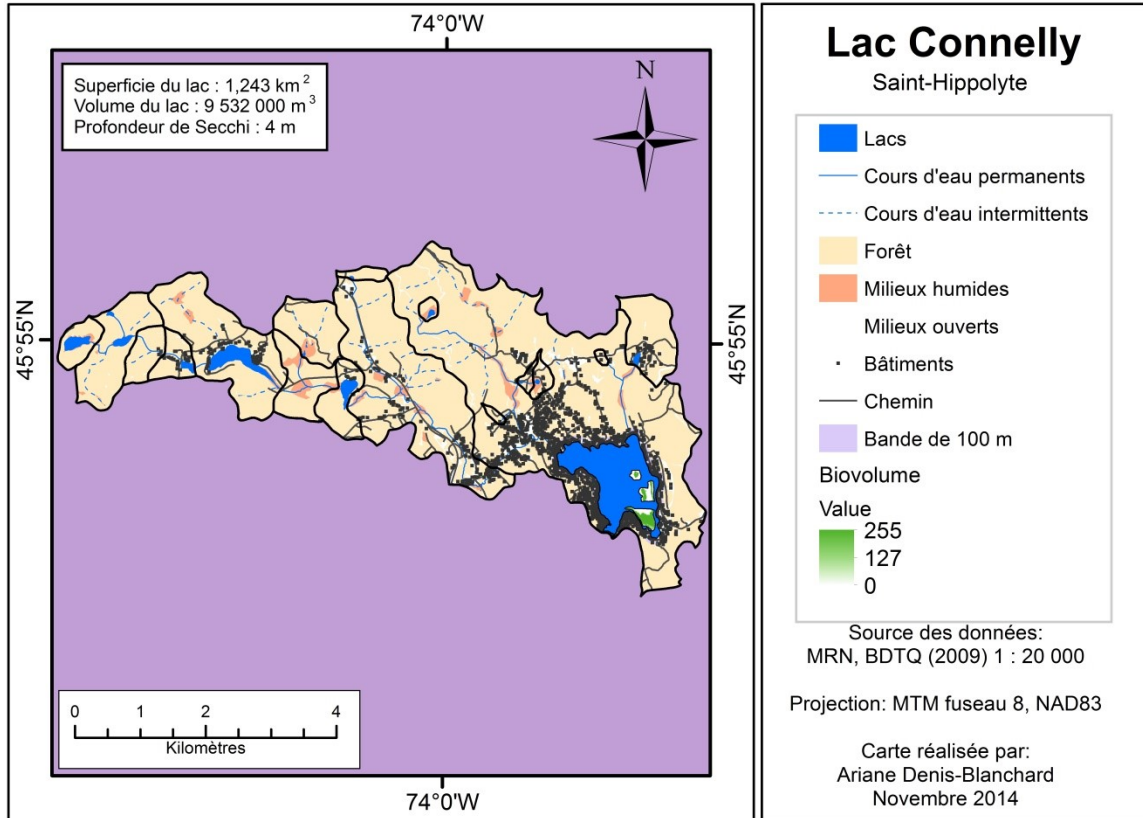 74°0'W
Superficie du lac : 1,243 km²
Volume du lac : 9 532 000 m³
Profondeur de Secchi : 4 m
N
45°55'N
45°55'N
0 1 2 4
Kilomètres
74°0'W
Lac Connelly
Saint-Hippolyte
Lacs
Cours d'eau permanents
Cours d'eau intermittents
Forêt
Milieux humides
Milieux ouverts
Bâtiments
Chemin
Bande de 100 m
Biovolume
Value
255
127
0
Source des données:
MRN, BDTQ (2009) 1 : 20 000
Projection: MTM fuseau 8, NAD83
Carte réalisée par:
Ariane Denis-Blanchard
Novembre 2014